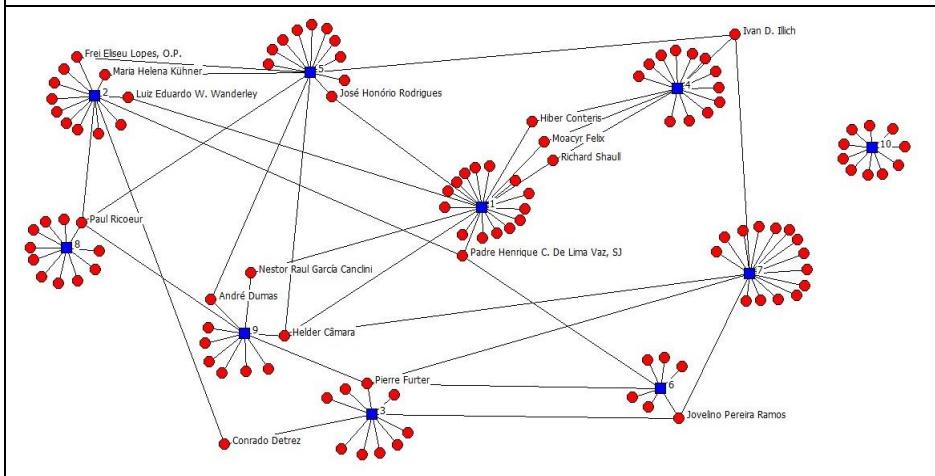 Ivan D. Illich
Frei Eliseu Lopes, O.P.
5
Maria Helena Kühner
4
2
Luiz Eduardo W. Wanderley
José Honório Rodrigues
Hiber Conteris
Moacyr Felix
10
Richard Shaull
1
Paul Ricoeur
8
Padre Henrique C. De Lima Vaz, SJ
Nestor Raul García Canclini
7
André Dumas
9
Helder Câmara
Pierre Furter
6
3
Jovelino Pereira Ramos
Conrado Detrez